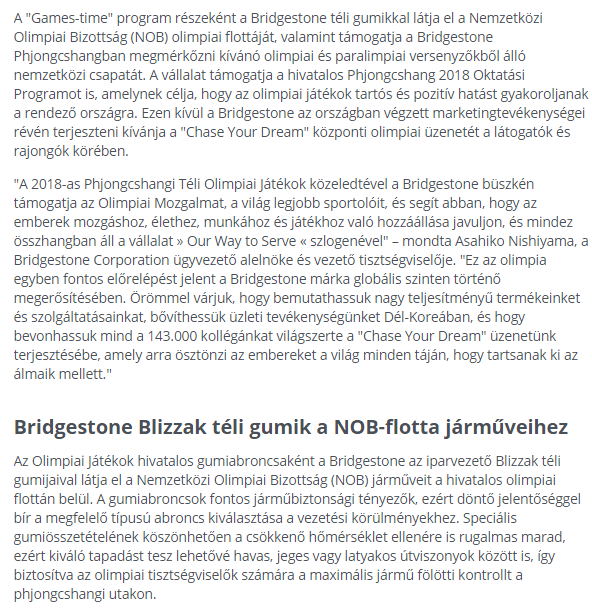 A "Games-time" program részeként a Bridgestone téli gumikkal látja el a Nemzetközi
Olimpiai Bizottság (NOB) olimpiai flottáját, valamint támogatja a Bridgestone
Phjongcshangban megmérkőzni kívánó olimpiai és paralimpiai versenyzőkből álló
nemzetközi csapatát. A vállalat támogatja a hivatalos Phjongcshang 2018 Oktatási
Programot is, amelynek célja, hogy az olimpiai játékok tartós és pozitív hatást gyakoroljanak
a rendező országra. Ezen kívül a Bridgestone az országban végzett marketingtevékenységei
révén terjeszteni kívánja a "Chase Your Dream" központi olimpiai üzenetét a látogatók és
rajongók körében.
"A 2018-as Phjongcshangi Téli Olimpiai Játékok közeledtével a Bridgestone büszkén
támogatja az Olimpiai Mozgalmat, a világ legjobb sportolóit, és segít abban, hogy az
emberek mozgáshoz, élethez, munkához és játékhoz való hozzáállása javuljon, és mindez
összhangban áll a vállalat » Our Way to Serve « szlogenével" – mondta Asahiko Nishiyama, a
Bridgestone Corporation ügyvezető alelnöke és vezető tisztségviselője. "Ez az olimpia
egyben fontos előrelépést jelent a Bridgestone márka globális szinten történő
megerősítésében. Örömmel várjuk, hogy bemutathassuk nagy teljesítményű termékeinket
és szolgáltatásainkat, bővíthessük üzleti tevékenységünket Dél-Koreában, és hogy
bevonhassuk mind a 143.000 kollégánkat világszerte a "Chase Your Dream" üzenetünk
terjesztésébe, amely arra ösztönzi az embereket a világ minden táján, hogy tartsanak ki az
álmaik mellett."
Bridgestone Blizzak téli gumik a NOB-flotta járműveihez
Az Olimpiai Játékok hivatalos gumiabroncsaként a Bridgestone az iparvezető Blizzak téli
gumijaival látja el a Nemzetközi Olimpiai Bizottság (NOB) járműveit a hivatalos olimpiai
flottán belül. A gumiabroncsok fontos járműbiztonsági tényezők, ezért döntő jelentőséggel
bír a megfelelő típusú abroncs kiválasztása a vezetési körülményekhez. Speciális
gumiösszetételének köszönhetően a csökkenő hőmérséklet ellenére is rugalmas marad,
ezért kiváló tapadást tesz lehetővé havas, jeges vagy latyakos útviszonyok között is, így
biztosítva az olimpiai tisztségviselők számára a maximális jármű fölötti kontrollt a
phjongcshangi utakon.